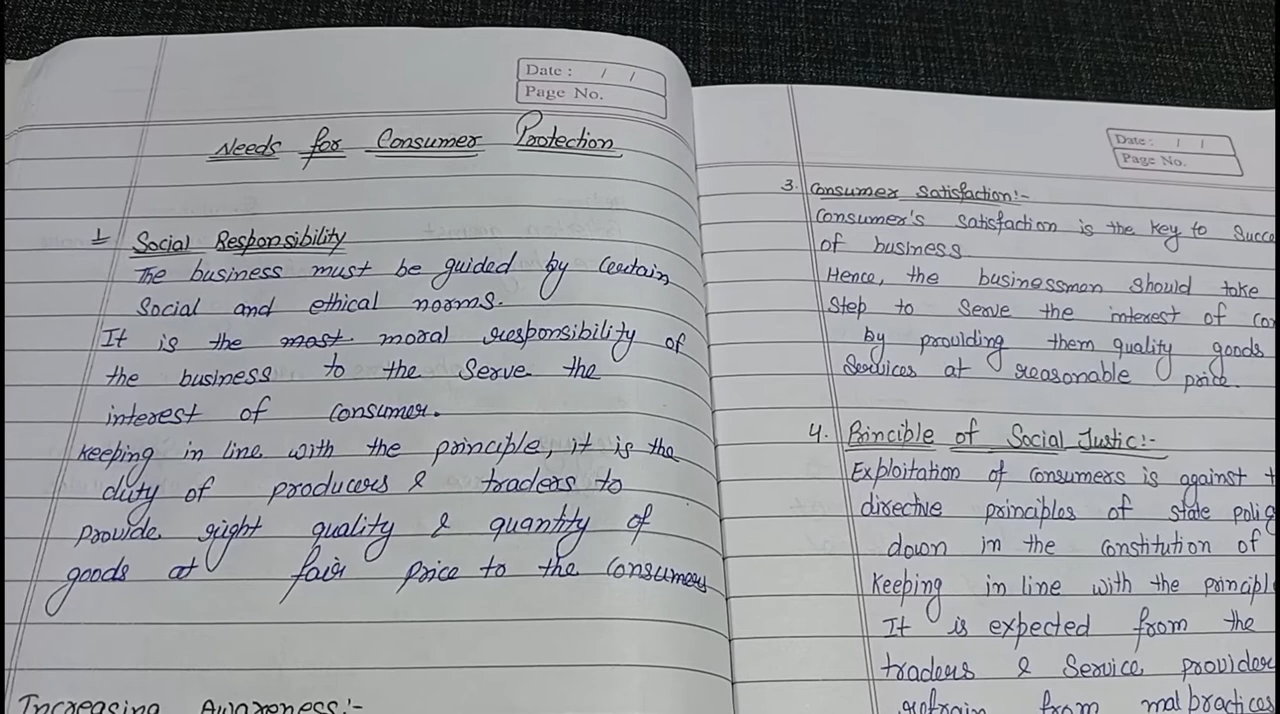 Date : / /
Page No.
Needs for Consumer Protection
1 Social Responsibility
The business must be guided by certain
Social and ethical norms.
It is the most moral responsibility of
the business to the Serve the
interest of consumer.
keeping in line with the principle, it is the
duty of producers & traders to
provide right quality & quantity of
goods at fair price to the consumers
Increasing Awareness:-
Date : / /
Page No.
3. Consumer Satisfaction:-
Consumer's satisfaction is the key to Succe
of business
Hence, the businessmen should take
Step to Serve the interest of co
by providing them quality goods
Services at reasonable price.
4. Principle of Social Justic:-
Exploitation of consumers is against t
directive principles of state polig
down in the constitution of
Keeping in line with the principl
It is expected from the
traders & Service provider
refrain from malpractices